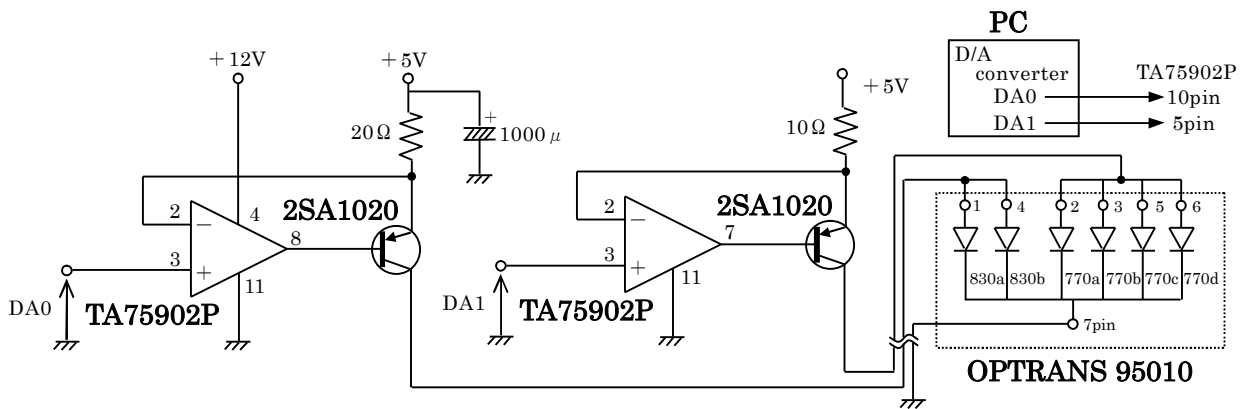 PC
D/A
converter
DA0
DA1
TA75902P
10pin
5pin
+12V
+5V
20Ω
+
1000μ
2SA1020
2
−
4
8
3
+
11
DA0
TA75902P
+5V
10Ω
2SA1020
2
−
7
3
+
11
DA1
TA75902P
1
4
2
3
5
6
830a
830b
770a
770b
770c
770d
7pin
OPTRANS 95010